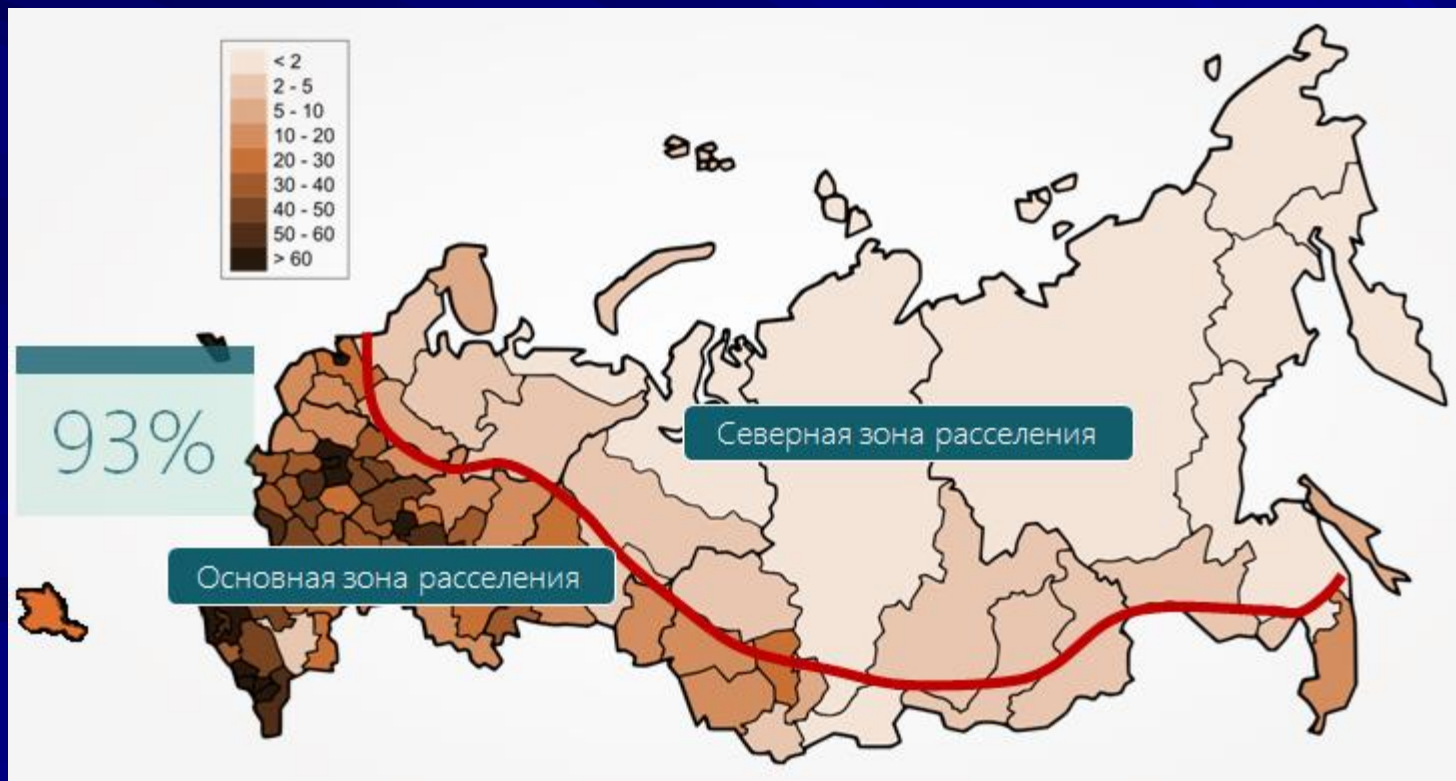 < 2
2 - 5
5 - 10
10 - 20
20 - 30
30 - 40
40 - 50
50 - 60
> 60
93%
Северная зона расселения
Основная зона расселения